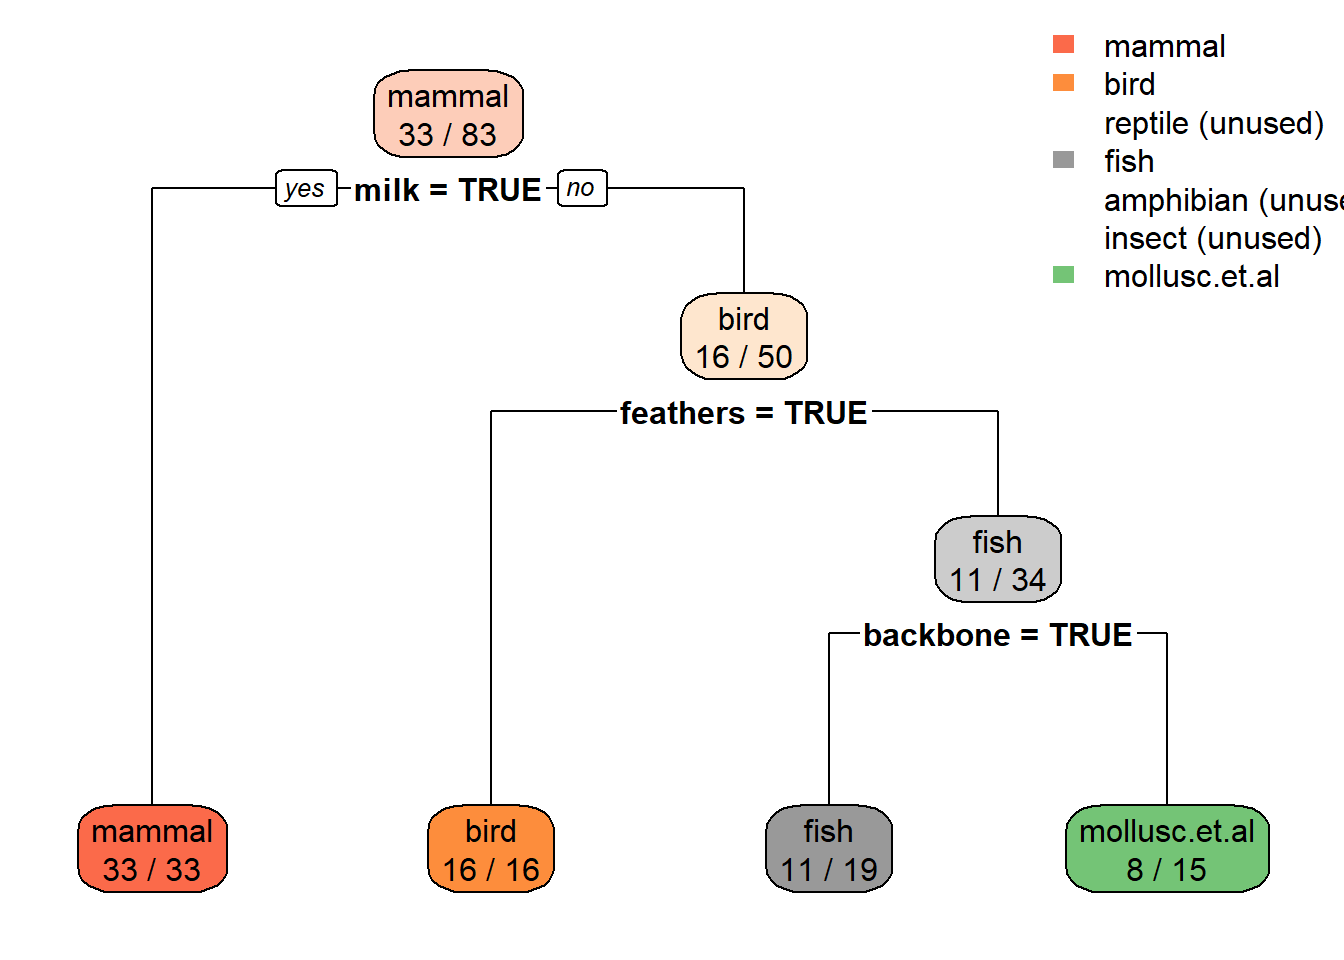 mammal
bird
reptile (unused)
fish
amphibian (unuse
insect (unused)
mollusc.et.al
mammal
33 / 83
yes milk = TRUE no
bird
16 / 50
feathers = TRUE
fish
11 / 34
backbone = TRUE
mammal
33 / 33
bird
16 / 16
fish
11 / 19
mollusc.et.al
8 / 15